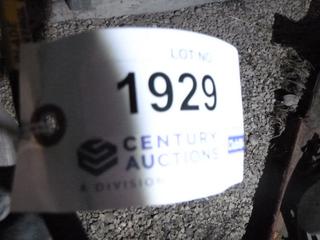 LOT NO
1929
CENTURY
AUCTIONS
A DIVISION